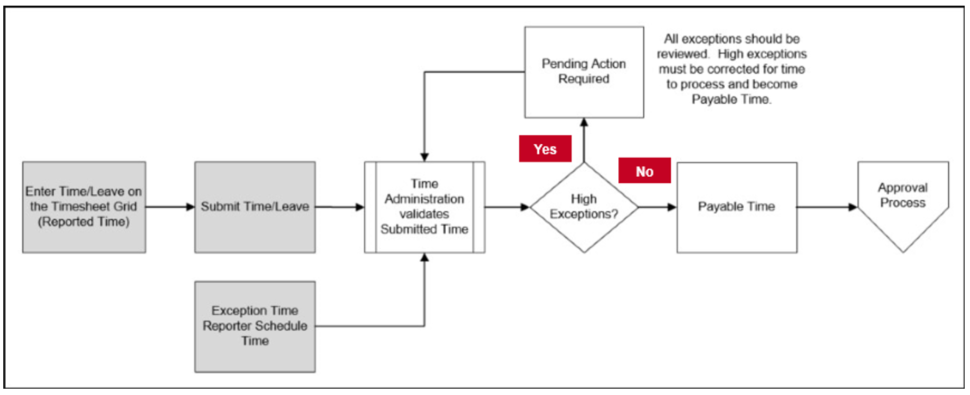 Enter Time/Leave on
the Timesheet Grid
(Reported Time)
Submit Time/Leave
Exception Time
Reporter Schedule
Time
Time
Administration
validates
Submitted Time
High
Exceptions?
Yes
Pending Action
Required
All exceptions should be
reviewed. High exceptions
must be corrected for time
to process and become
Payable Time.
No
Payable Time
Approval
Process